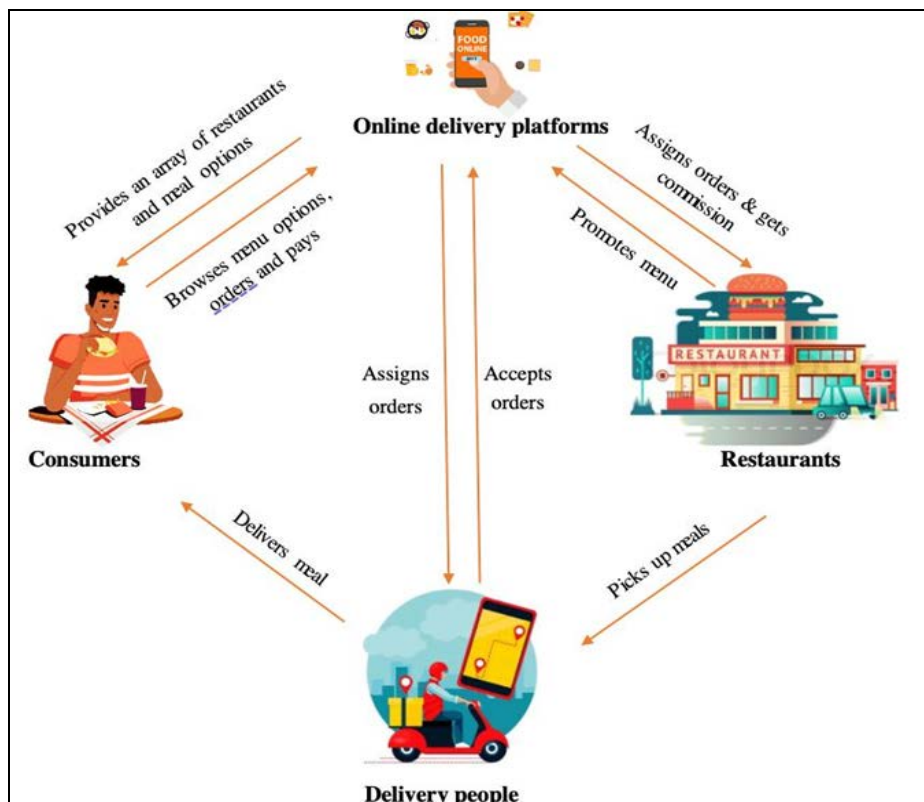 FOOD
ONLINE
Online delivery platforms
Provides an array of restaurants
and meal options
Browses menu options,
orders and pays
Assigns orders & gets
commission
Promotes menu
RESTAURANT
Assigns
orders
Accepts
orders
Consumers
Restaurants
Delivers meal
Picks up meals
Delivery people